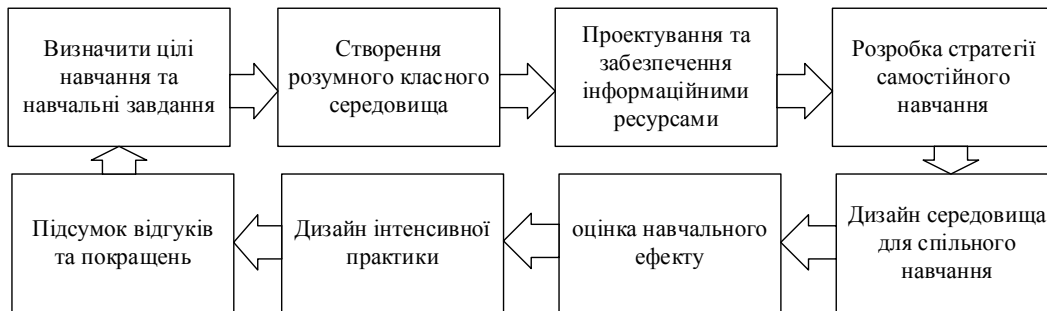 Визначити цілі
навчання та
навчальні завдання
Створення
розумного класного
середовища
Проектування та
забезпечення
інформаційними
ресурсами
Розробка стратегії
самостійного
навчання
Підсумок відгуків
та покращень
Дизайн інтенсивної
практики
оцінка навчального
ефекту
Дизайн середовища
для спільного
навчання